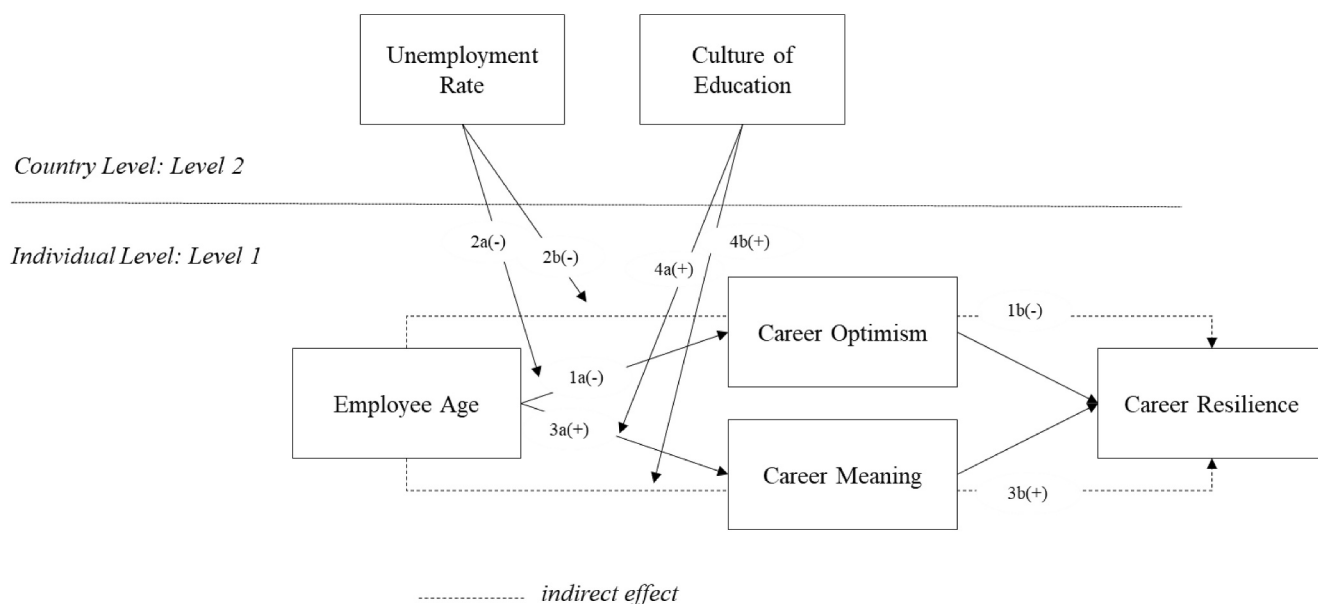 Unemployment
Rate
Culture of
Education
Country Level: Level 2
Individual Level: Level 1
2a(-)
2b(-)
4a(+)
4b(+)
Career Optimism
1b(-)
Employee Age
1a(-)
3a(+)
Career Resilience
Career Meaning
3b(+)
indirect effect